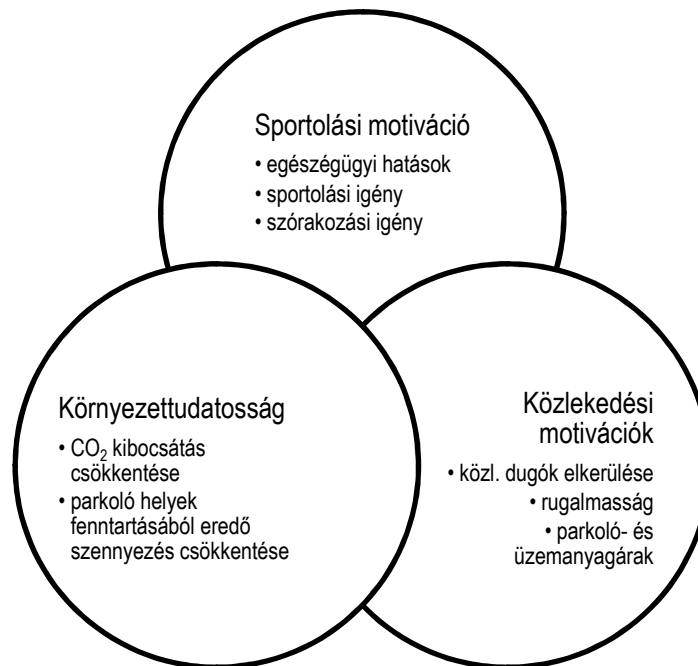 Sportolási motiváció
• egészégügyi hatások
• sportolási igény
• szórakozási igény
Környezettudatosság
• CO₂ kibocsátás
csökkentése
• parkoló helyek
fenntartásából eredő
szennyezés csökkentése
Közlekedési
motivációk
• közl. dugók elkerülése
• rugalmasság
• parkoló- és
üzemanyagárak